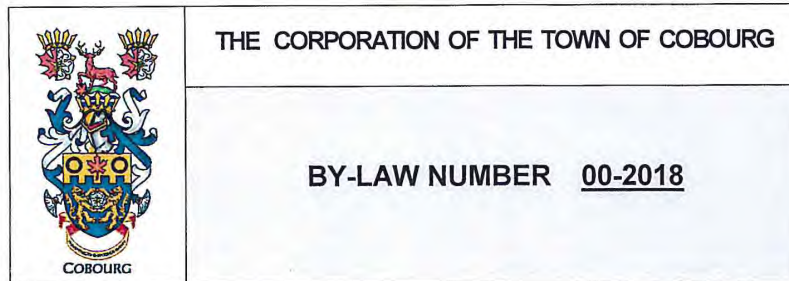 THE CORPORATION OF THE TOWN OF COBOURG
BY-LAW NUMBER 00-2018
COBOURG